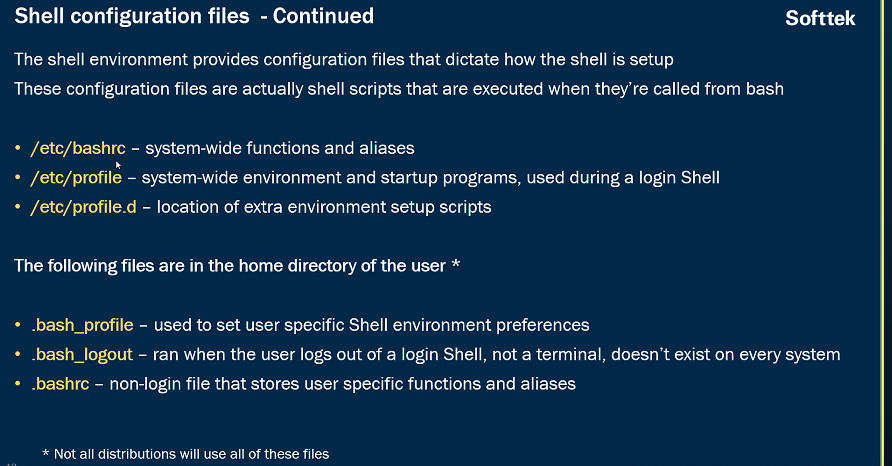 Shell configuration files - Continued
Softtek
The shell environment provides configuration files that dictate how the shell is setup
These configuration files are actually shell scripts that are executed when they're called from bash
• /etc/bashrc – system-wide functions and aliases
• /etc/profile – system-wide environment and startup programs, used during a login Shell
• /etc/profile.d – location of extra environment setup scripts
The following files are in the home directory of the user *
• .bash_profile – used to set user specific Shell environment preferences
• .bash_logout – ran when the user logs out of a login Shell, not a terminal, doesn't exist on every system
• .bashrc – non-login file that stores user specific functions and aliases
* Not all distributions will use all of these files